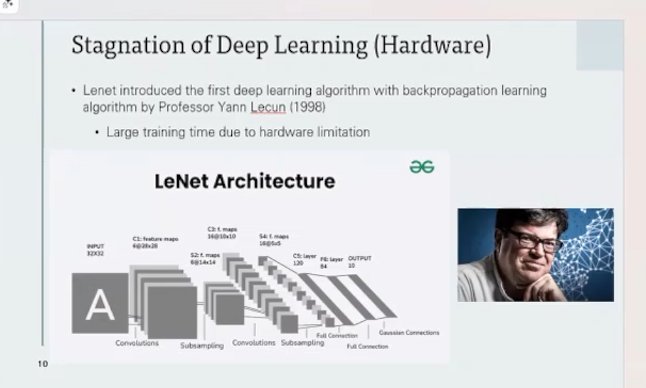 Stagnation of Deep Learning (Hardware)
• Lenet introduced the first deep learning algorithm with backpropagation learning
algorithm by Professor Yann Lecun (1998)
• Large training time due to hardware limitation
LeNet Architecture
INPUT
32X32
C1: feature maps
6@28x28
S2: f. maps
6@14x14
C3: f. maps
16@10x10
S4: f. maps
16@5x5
C5: layer
120
F6: layer
84
OUTPUT
10
A
Convolutions
Subsampling
Convolutions
Subsampling
Full Connection
Full Connection
Gaussian Connections
10